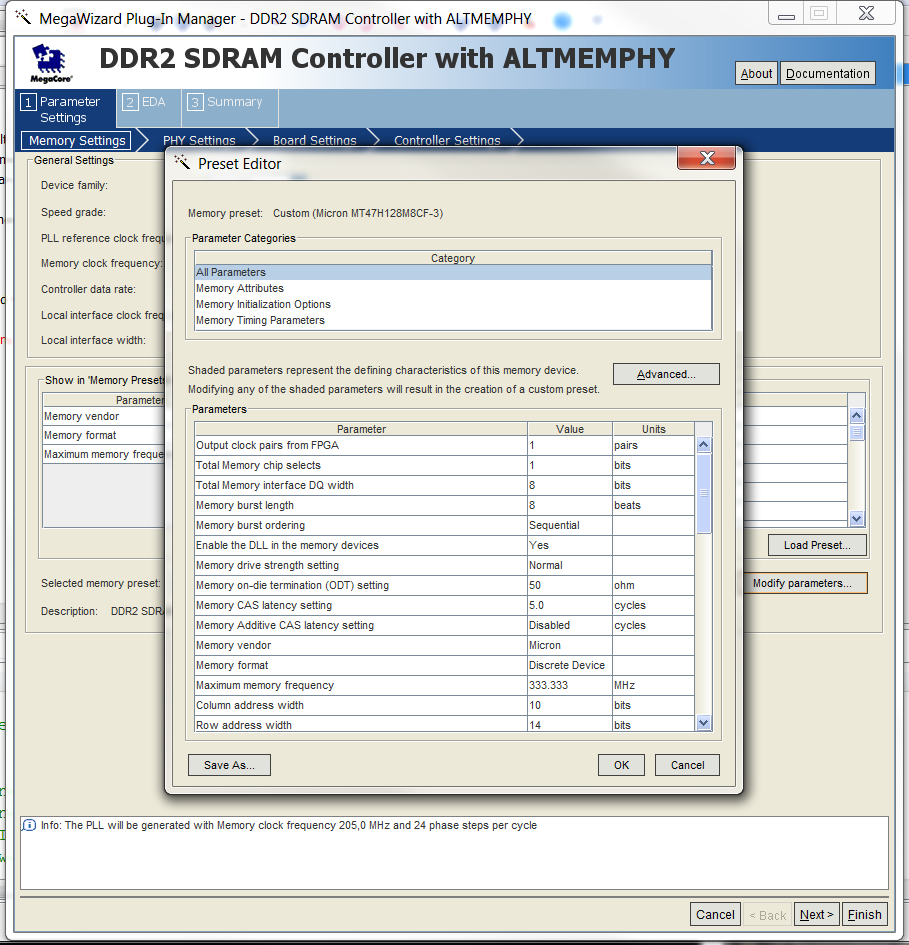 MegaWizard Plug-In Manager - DDR2 SDRAM Controller with ALTMEMPHY
MegaCore®
DDR2 SDRAM Controller with ALTMEMPHY
About
Documentation
1 Parameter Settings
2 EDA
3 Summary
Memory Settings
PHY Settings
Board Settings
Controller Settings
General Settings
Device family:
Speed grade:
PLL reference clock frequ
Memory clock frequency:
Controller data rate:
Local interface clock freq
Local interface width:
Show in 'Memory Presets
Parameter
Memory vendor
Memory format
Maximum memory freque
Load Preset...
Selected memory preset:
Modify parameters...
Description: DDR2 SDRA
Preset Editor
Memory preset: Custom (Micron MT47H128M8CF-3)
Parameter Categories
Category
All Parameters
Memory Attributes
Memory Initialization Options
Memory Timing Parameters
Shaded parameters represent the defining characteristics of this memory device.
Modifying any of the shaded parameters will result in the creation of a custom preset.
Advanced...
Parameters
Parameter Value Units
Output clock pairs from FPGA 1 pairs
Total Memory chip selects 1 bits
Total Memory interface DQ width 8 bits
Memory burst length 8 beats
Memory burst ordering Sequential
Enable the DLL in the memory devices Yes
Memory drive strength setting Normal
Memory on-die termination (ODT) setting 50 ohm
Memory CAS latency setting 5.0 cycles
Memory Additive CAS latency setting Disabled cycles
Memory vendor Micron
Memory format Discrete Device
Maximum memory frequency 333.333 MHz
Column address width 10 bits
Row address width 14 bits
Save As...
OK
Cancel
Info: The PLL will be generated with Memory clock frequency 205,0 MHz and 24 phase steps per cycle
Cancel
< Back
Next >
Finish